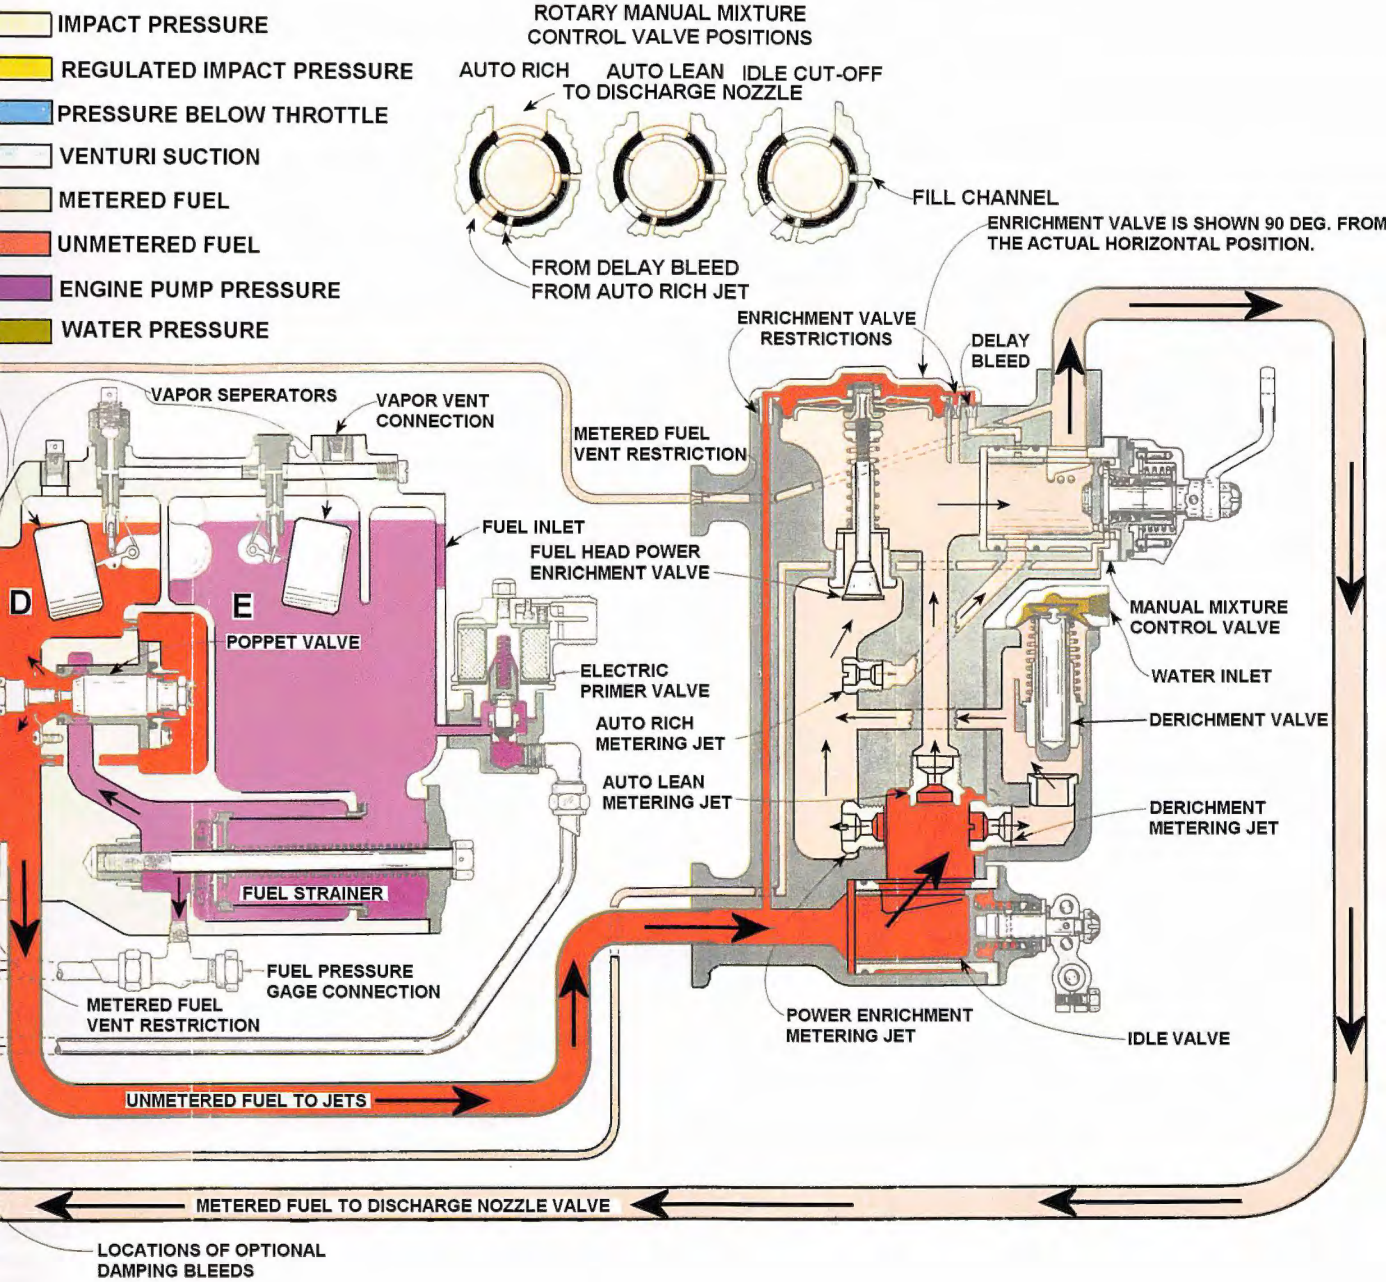 IMPACT PRESSURE
REGULATED IMPACT PRESSURE
PRESSURE BELOW THROTTLE
VENTURI SUCTION
METERED FUEL
UNMETERED FUEL
ENGINE PUMP PRESSURE
WATER PRESSURE
ROTARY MANUAL MIXTURE
CONTROL VALVE POSITIONS
AUTO RICH
AUTO LEAN
IDLE CUT-OFF
TO DISCHARGE NOZZLE
FILL CHANNEL
FROM DELAY BLEED
FROM AUTO RICH JET
ENRICHMENT VALVE IS SHOWN 90 DEG. FROM
THE ACTUAL HORIZONTAL POSITION.
ENRICHMENT VALVE
RESTRICTIONS
DELAY
BLEED
VAPOR SEPERATORS
VAPOR VENT
CONNECTION
METERED FUEL
VENT RESTRICTION
FUEL INLET
FUEL HEAD POWER
ENRICHMENT VALVE
D
E
POPPET VALVE
MANUAL MIXTURE
CONTROL VALVE
WATER INLET
ELECTRIC
PRIMER VALVE
AUTO RICH
METERING JET
DERICHMENT VALVE
AUTO LEAN
METERING JET
DERICHMENT
METERING JET
FUEL STRAINER
FUEL PRESSURE
GAGE CONNECTION
METERED FUEL
VENT RESTRICTION
POWER ENRICHMENT
METERING JET
IDLE VALVE
UNMETERED FUEL TO JETS
METERED FUEL TO DISCHARGE NOZZLE VALVE
LOCATIONS OF OPTIONAL
DAMPING BLEEDS